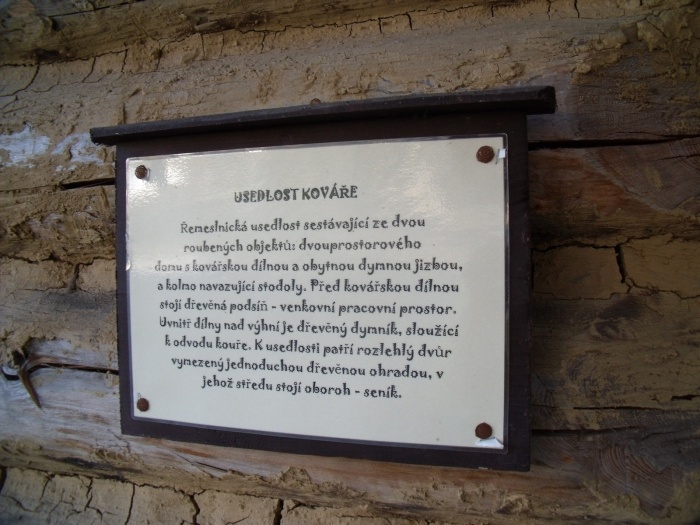 USEDLOST KOVÁŘE
Řemeslnická usedlost sestávající ze dvou
roubených objektů: dvouprostorového
domu s kovářskou dílnou a obytnou dymnou jizbou,
a kolmo navazující stodoly. Před kovářskou dílnou
stojí dřevěná podsíň - venkovní pracovní prostor.
Uvnitř dílny nad výhní je dřevěný dymník, sloužící
k odvodu kouře. K usedlosti patří rozlehlý dvůr
vymezený jednoduchou dřevěnou ohradou, v
jehož středu stojí oboroh - seník.